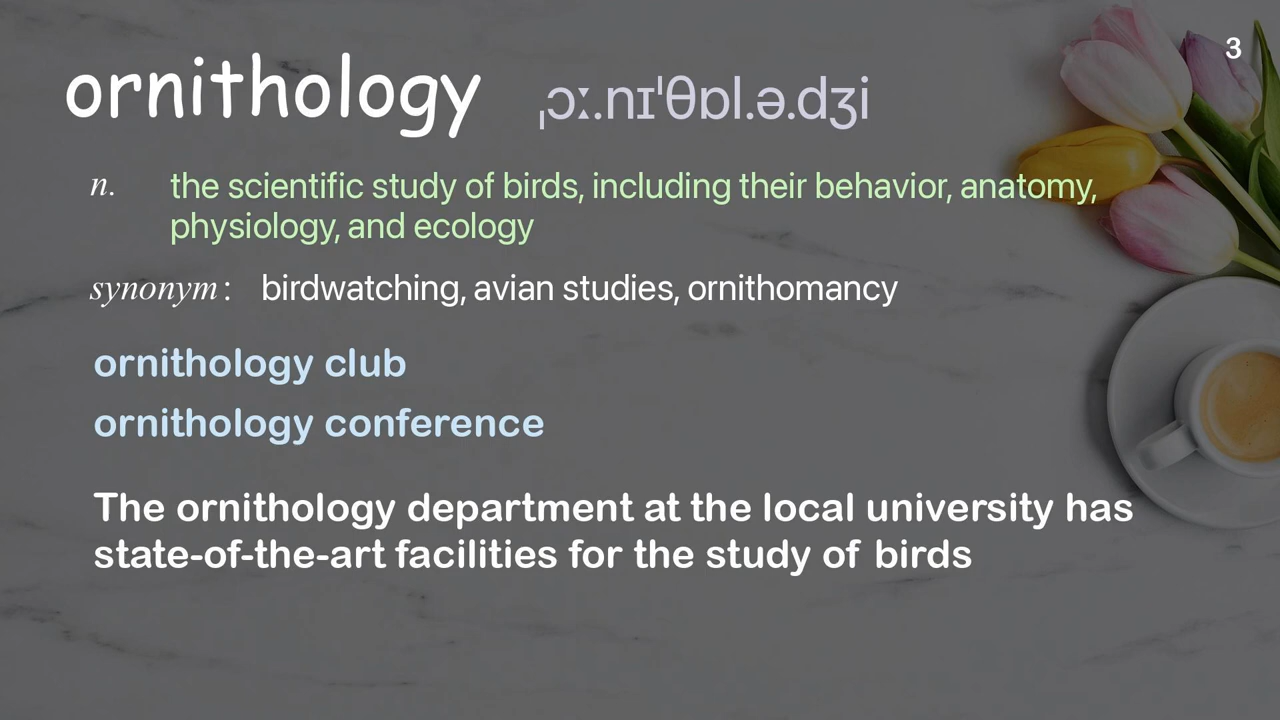 3
ornithology ˌɔː.nɪˈθɒl.ə.dʒi
n. the scientific study of birds, including their behavior, anatomy,
physiology, and ecology
synonym: birdwatching, avian studies, ornithomancy
ornithology club
ornithology conference
The ornithology department at the local university has
state-of-the-art facilities for the study of birds